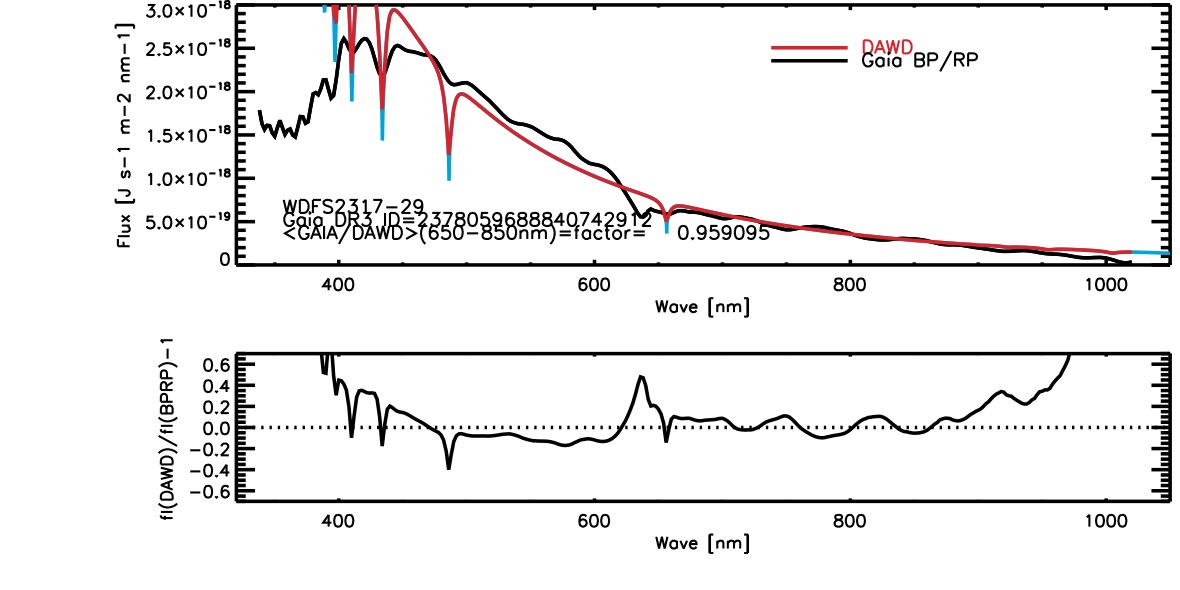 3.0×10⁻¹⁸
2.5×10⁻¹⁸
2.0×10⁻¹⁸
1.5×10⁻¹⁸
1.0×10⁻¹⁸
5.0×10⁻¹⁹
0
Flux [J s−1 m−2 nm−1]
DAWD
Gaia BP/RP
WDFS2317−29
Gaia DR3 ID=2378059688840742912
<GAIA/DAWD>(650−850nm)=factor= 0.959095
400 600 800 1000
Wave [nm]
fl(DAWD)/fl(BPRP)−1
0.6
0.4
0.2
0.0
−0.2
−0.4
−0.6
400 600 800 1000
Wave [nm]